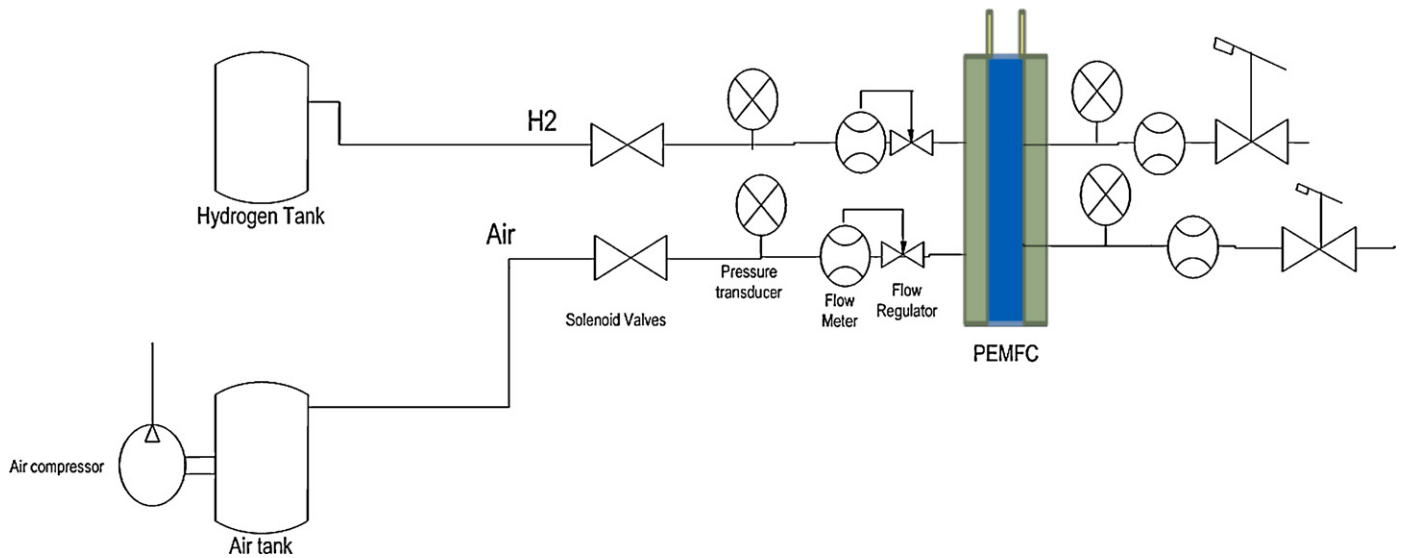 H2
Hydrogen Tank
Air
Pressure
transducer
Flow
Meter
Flow
Regulator
Solenoid Valves
PEMFC
Air compressor
Air tank